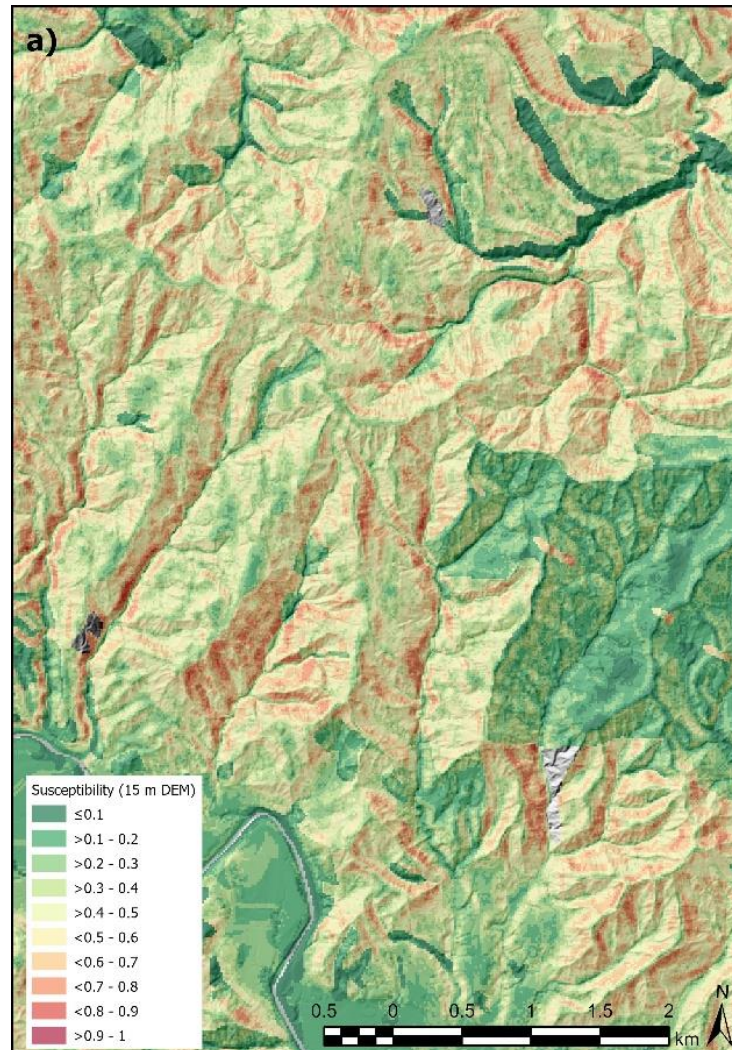 a)
Susceptibility (15 m DEM)
≤0.1
>0.1 - 0.2
>0.2 - 0.3
>0.3 - 0.4
>0.4 - 0.5
<0.5 - 0.6
<0.6 - 0.7
<0.7 - 0.8
<0.8 - 0.9
>0.9 - 1
N
0.5 0 0.5 1 1.5 2
km